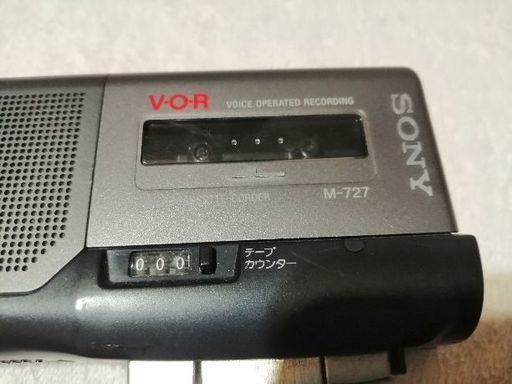 V·O·R VOICE OPERATED RECORDING
SONY
M-727
000
テープ
カウンター